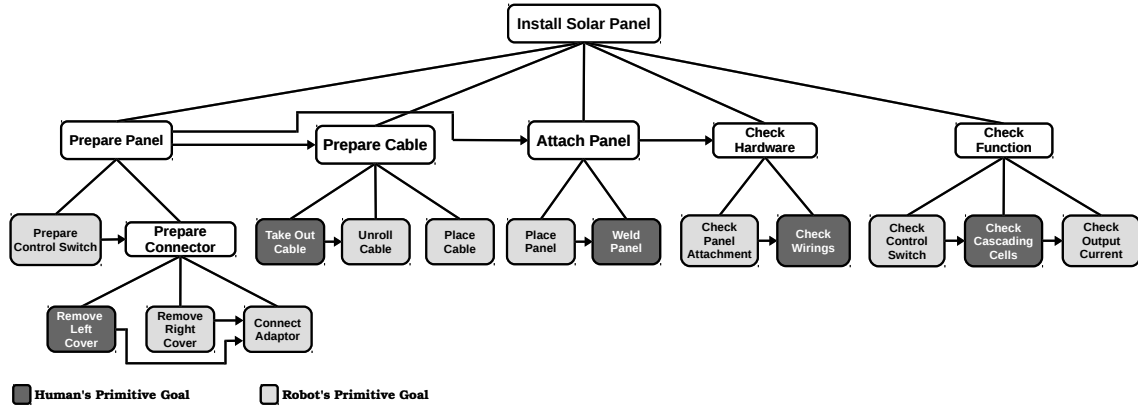 Install Solar Panel
Prepare Panel
Prepare Cable
Attach Panel
Check
Hardware
Check
Function
Prepare
Control Switch
Prepare
Connector
Take Out
Cable
Unroll
Cable
Place
Cable
Place
Panel
Weld
Panel
Check
Panel
Attachment
Check
Wirings
Check
Control
Switch
Check
Cascading
Cells
Check
Output
Current
Remove
Left
Cover
Remove
Right
Cover
Connect
Adaptor
Human's Primitive Goal
Robot's Primitive Goal